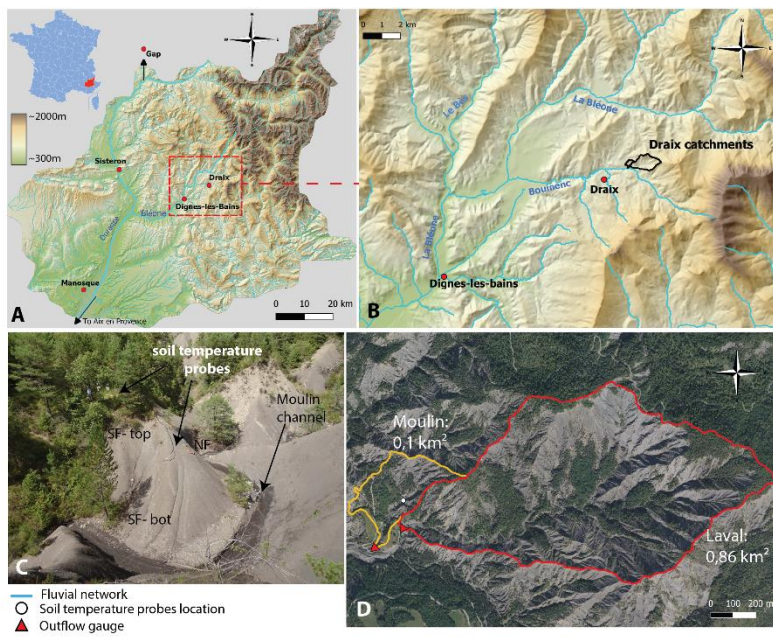 Gap
~2000m
~300m
Sisteron
Draix
Dignes-les-Bains
Durance
Bléone
Manosque
To Aix en Provence
0 10 20 km
A
0 1 2 km
Le Bès
La Bléone
Draix catchments
Bouinenc
Draix
La Bléone
Dignes-les-bains
B
soil temperature
probes
Moulin
channel
SF- top
NF
SF- bot
C
Moulin:
0,1 km²
Laval:
0,86 km²
0 100 200 m
D
Fluvial network
Soil temperature probes location
Outflow gauge